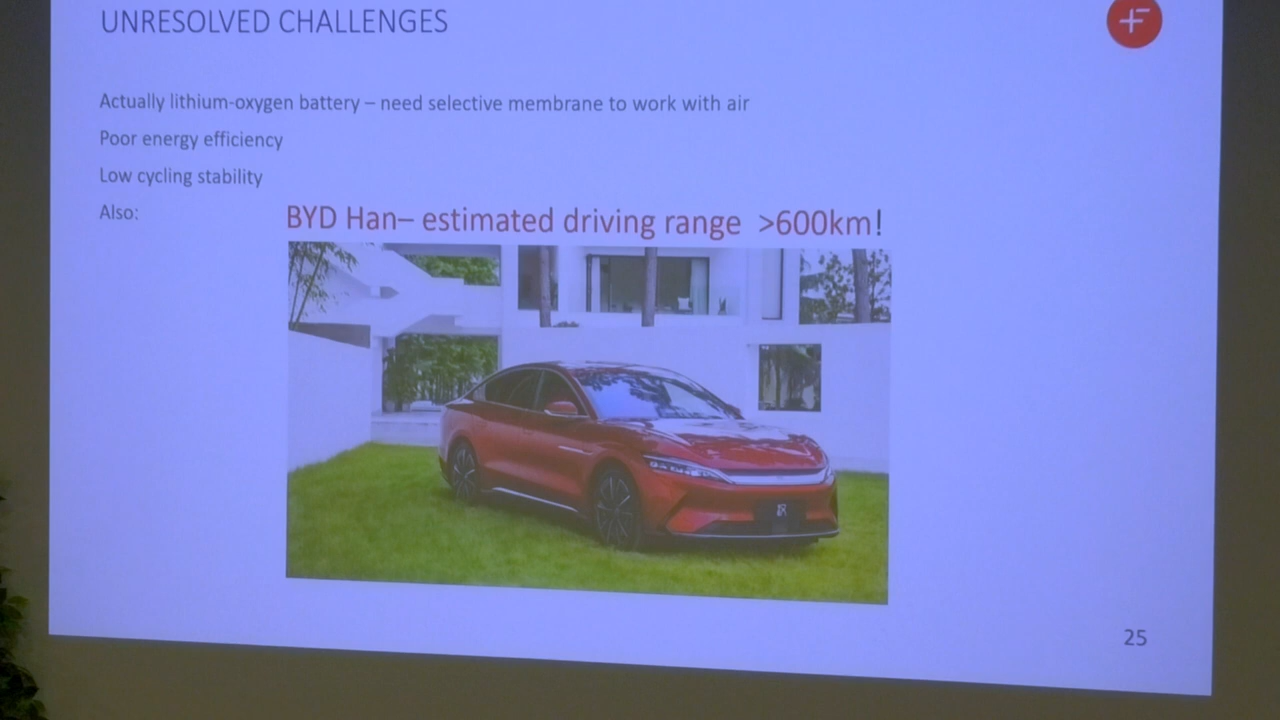 UNRESOLVED CHALLENGES
Actually lithium-oxygen battery – need selective membrane to work with air
Poor energy efficiency
Low cycling stability
Also:
BYD Han– estimated driving range >600km!
25